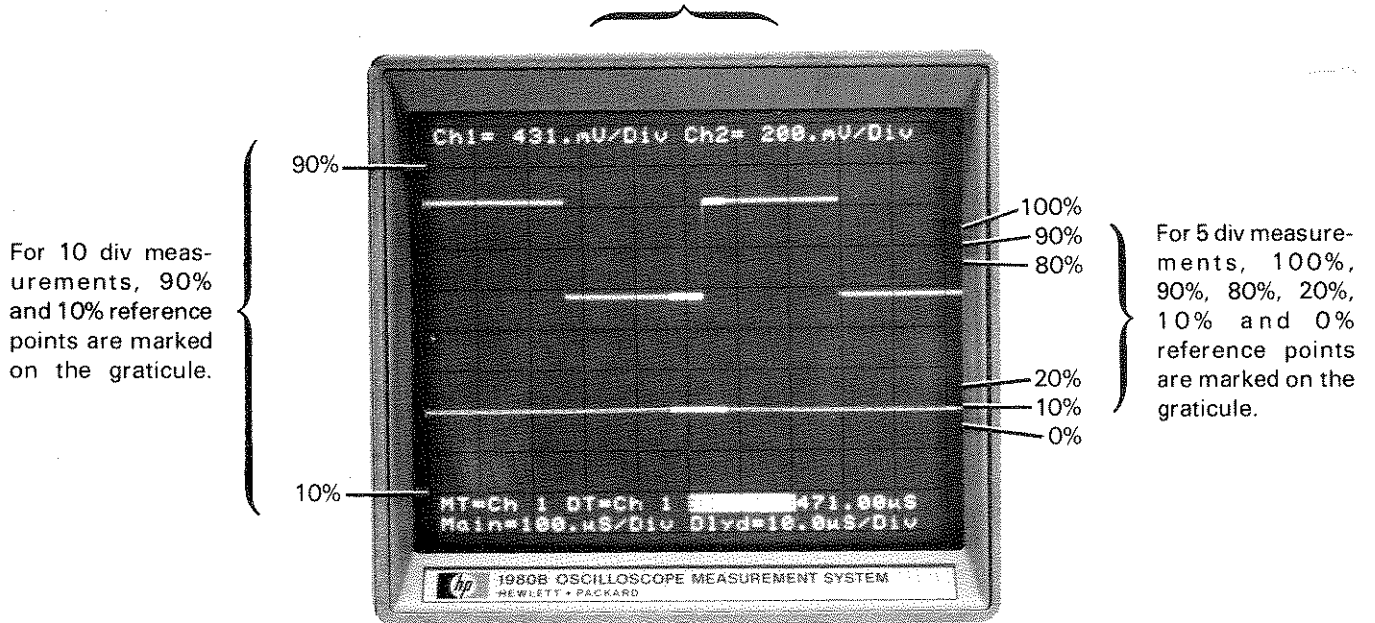 Ch1= 431.mV/Div Ch2= 200.mV/Div
90%
For 10 div meas-
urements, 90%
and 10% reference
points are marked
on the graticule.
10%
100%
90%
80%
20%
10%
0%
For 5 div measure-
ments, 100%,
90%, 80%, 20%,
10% and 0%
reference points
are marked on the
graticule.
MT=Ch 1 DT=Ch 1 471.00uS
Main=100.uS/Div Dlyd=10.0uS/Div
hp 1980B OSCILLOSCOPE MEASUREMENT SYSTEM
HEWLETT • PACKARD